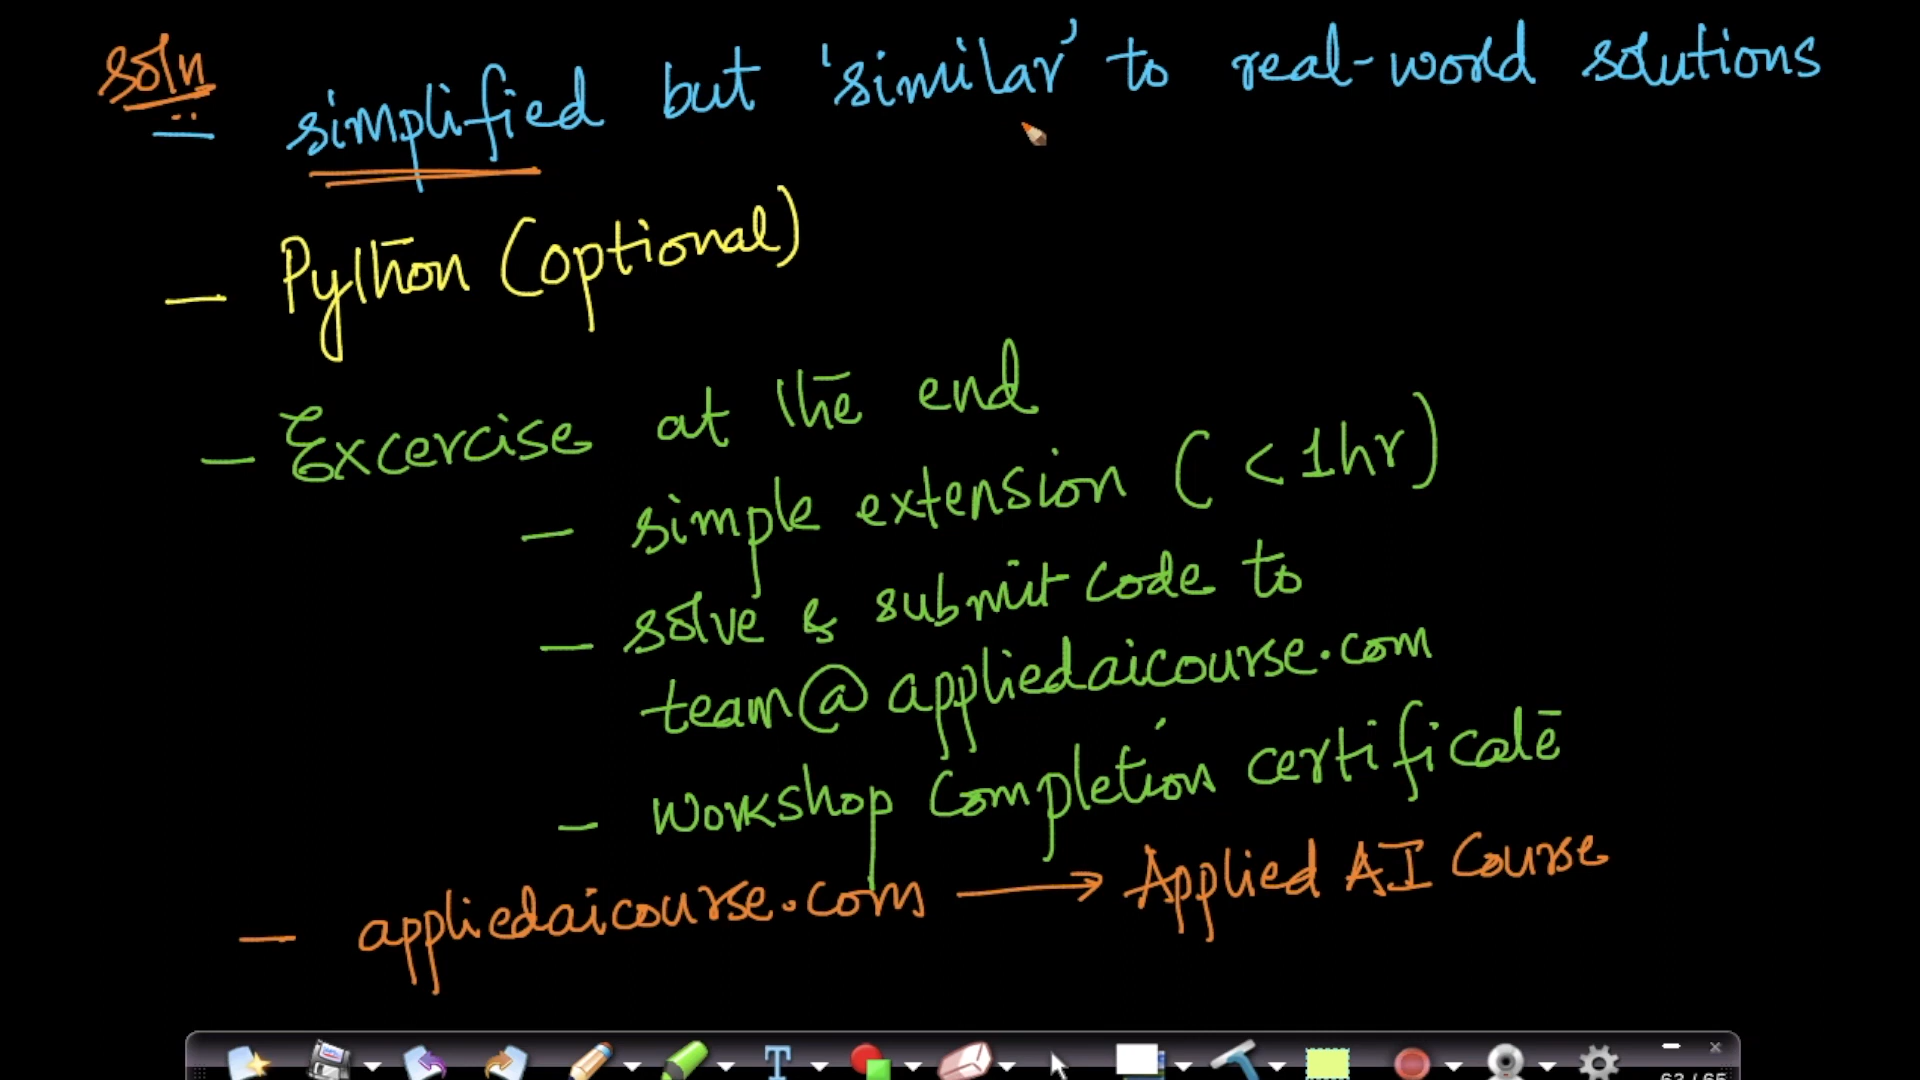 soln
- simplified but 'similar' to real-world solutions
- Python (optional)
- Excercise at the end
- simple extension ( < 1hr)
- solve & submit code to
team@appliedaicourse.com
- Workshop Completion certificate
- appliedaicourse.com → Applied AI Course
T